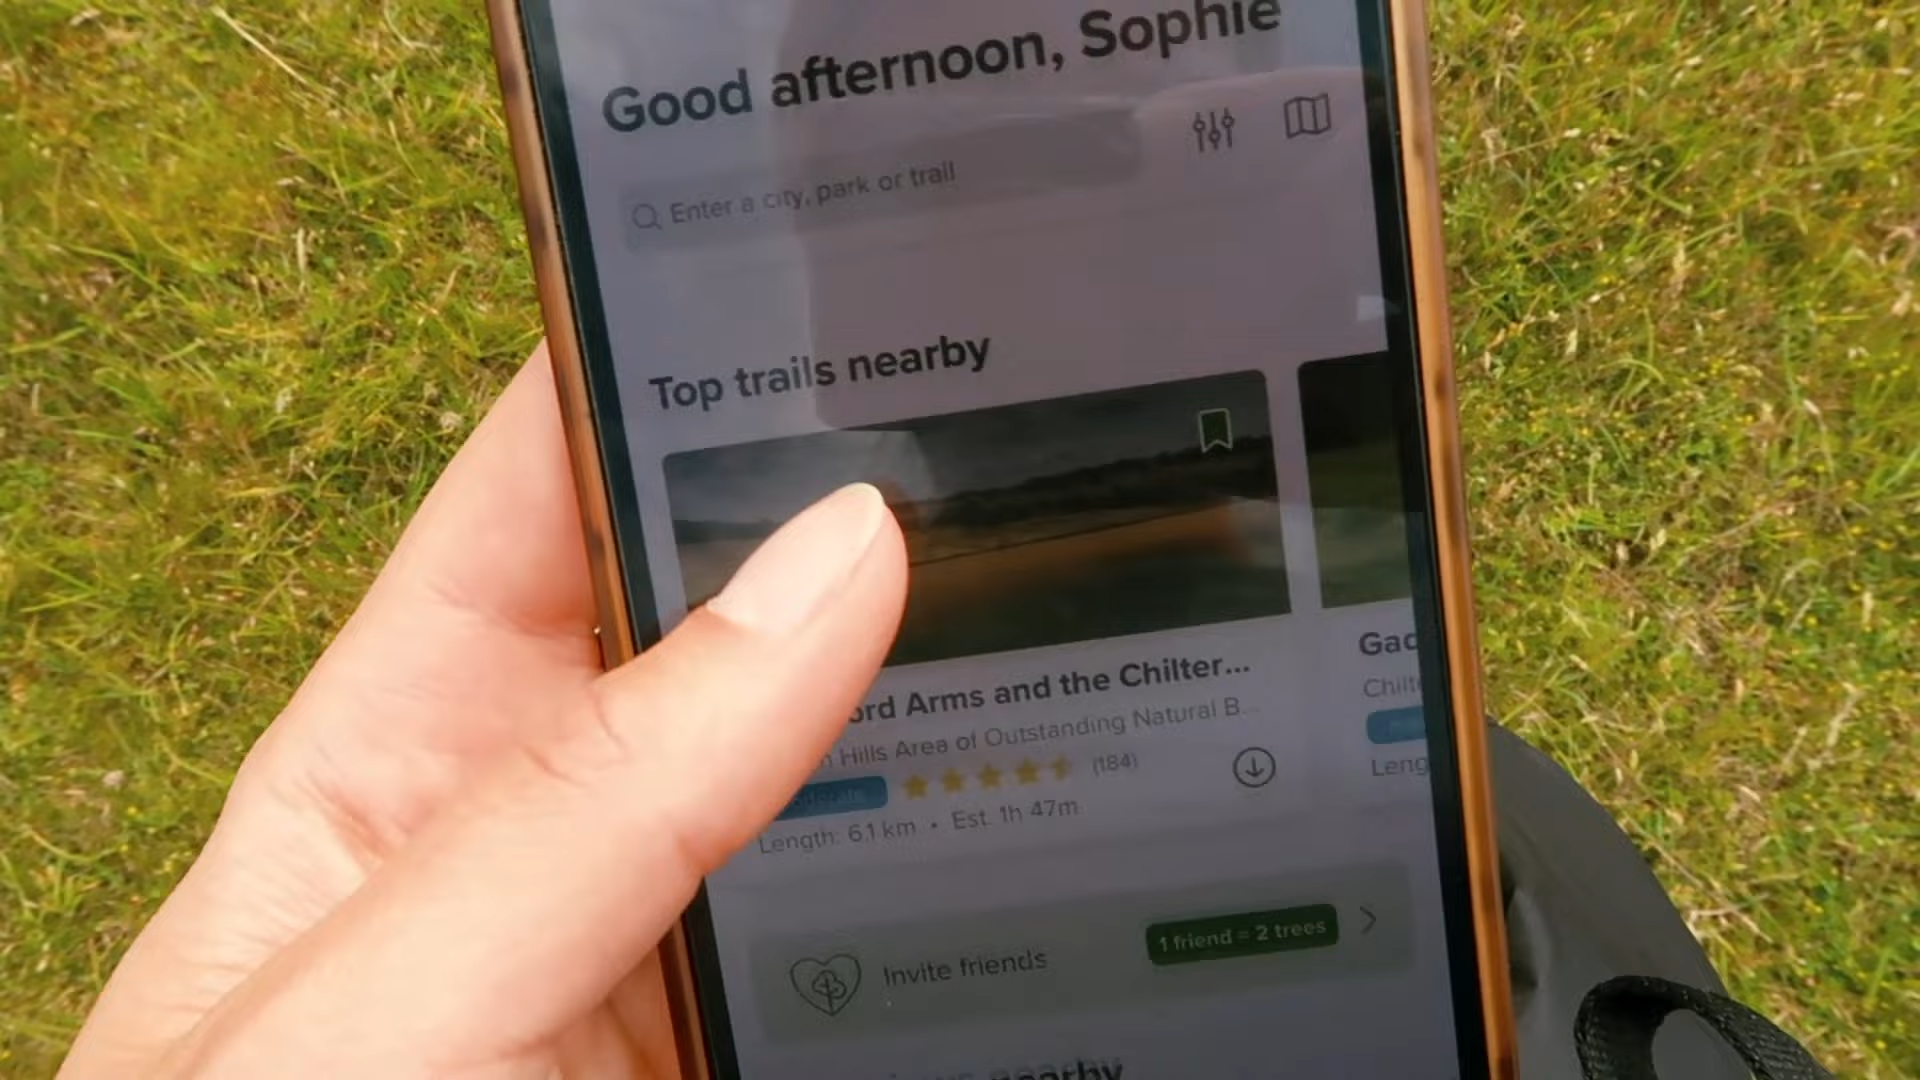 Good afternoon, Sophie
Enter a city, park or trail
Top trails nearby
ord Arms and the Chilter...
Hills Area of Outstanding Natural B...
(184)
Length: 6.1 km • Est. 1h 47m
Gad
Chilt
Leng
Invite friends
1 friend = 2 trees
nearby